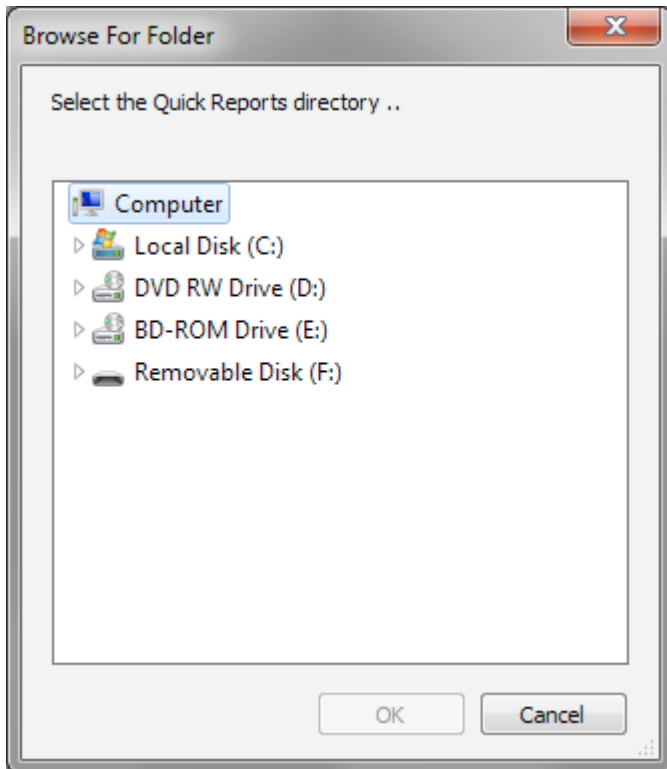 Browse For Folder
Select the Quick Reports directory ..
Computer
Local Disk (C:)
DVD RW Drive (D:)
BD-ROM Drive (E:)
Removable Disk (F:)
OK Cancel